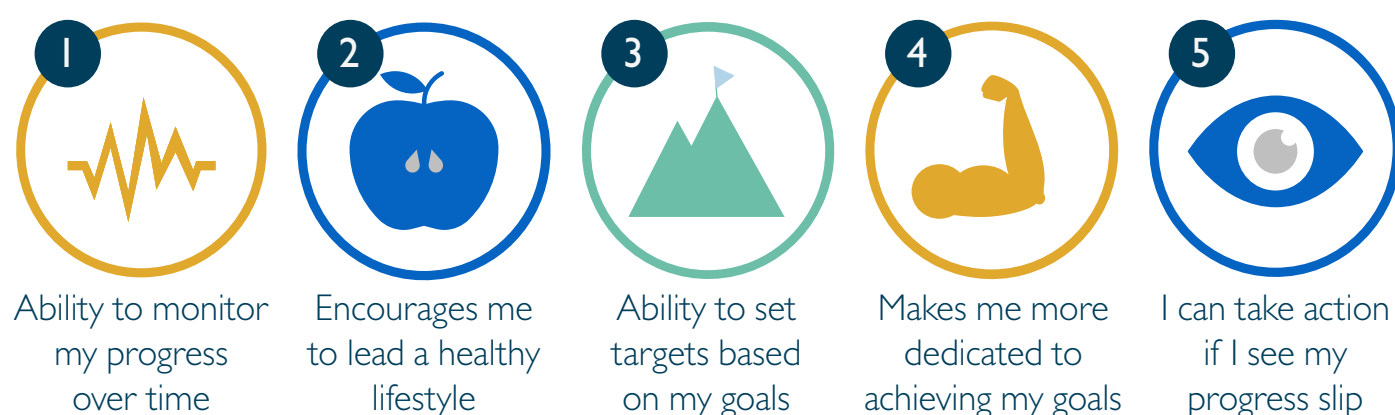 1
Ability to monitor
my progress
over time
2
Encourages me
to lead a healthy
lifestyle
3
Ability to set
targets based
on my goals
4
Makes me more
dedicated to
achieving my goals
5
I can take action
if I see my
progress slip